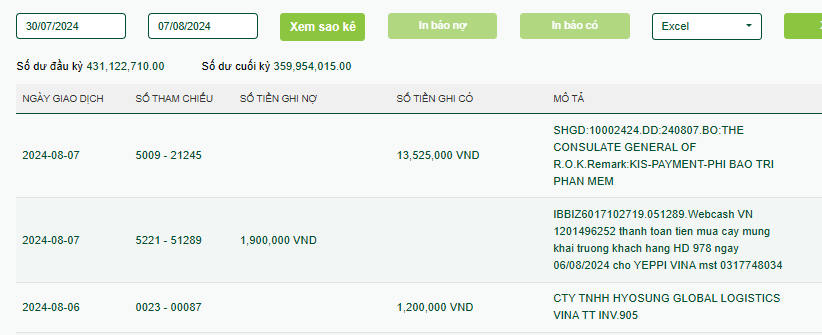 30/07/2024 07/08/2024 Xem sao kê In báo nợ In báo có Excel
Số dư đầu kỳ 431,122,710.00 Số dư cuối kỳ 359,954,015.00
NGÀY GIAO DỊCH SỐ THAM CHIẾU SỐ TIỀN GHI NỢ SỐ TIỀN GHI CÓ MÔ TẢ
SHGD:10002424.DD:240807.BO:THE
CONSULATE GENERAL OF
2024-08-07 5009 - 21245 13,525,000 VND
R.O.K.Remark:KIS-PAYMENT-PHI BAO TRI
PHAN MEM
IBBIZ6017102719.051289.Webcash VN
1201496252 thanh toan tien mua cay mung
2024-08-07 5221 - 51289 1,900,000 VND
khai truong khach hang HD 978 ngay
06/08/2024 cho YEPPI VINA mst 0317748034
2024-08-06 0023 - 00087 1,200,000 VND
CTY TNHH HYOSUNG GLOBAL LOGISTICS
VINA TT INV.905